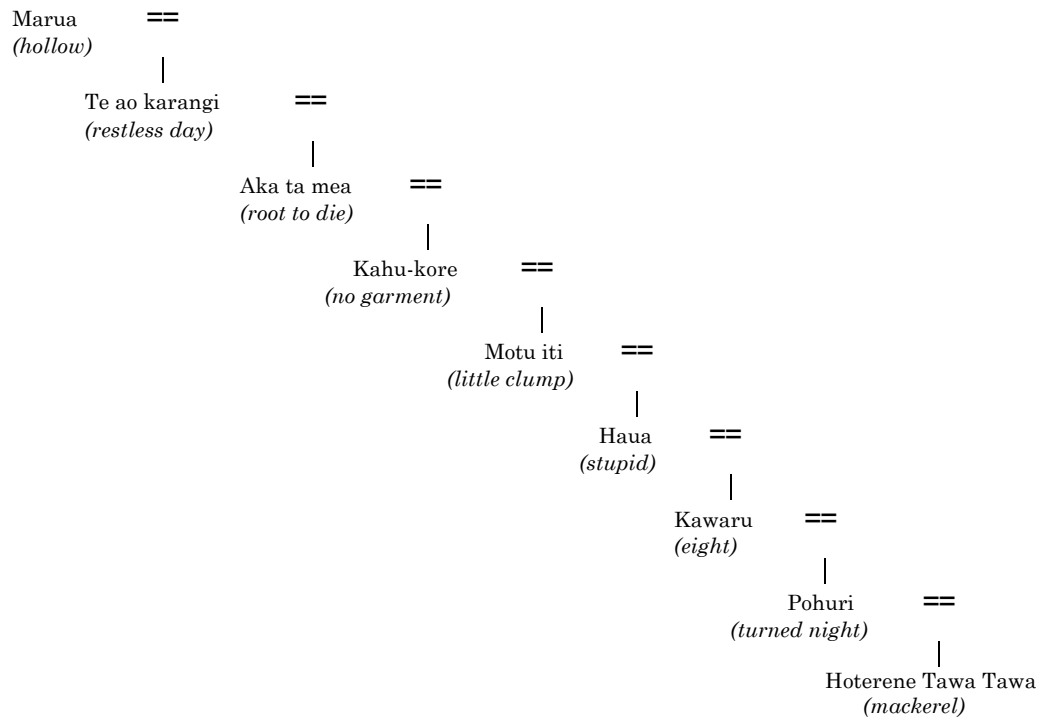 Marua ==
(hollow)
|
Te ao karangi ==
(restless day)
|
Aka ta mea ==
(root to die)
|
Kahu-kore ==
(no garment)
|
Motu iti ==
(little clump)
|
Haua ==
(stupid)
|
Kawaru ==
(eight)
|
Pohuri ==
(turned night)
|
Hoterene Tawa Tawa
(mackerel)